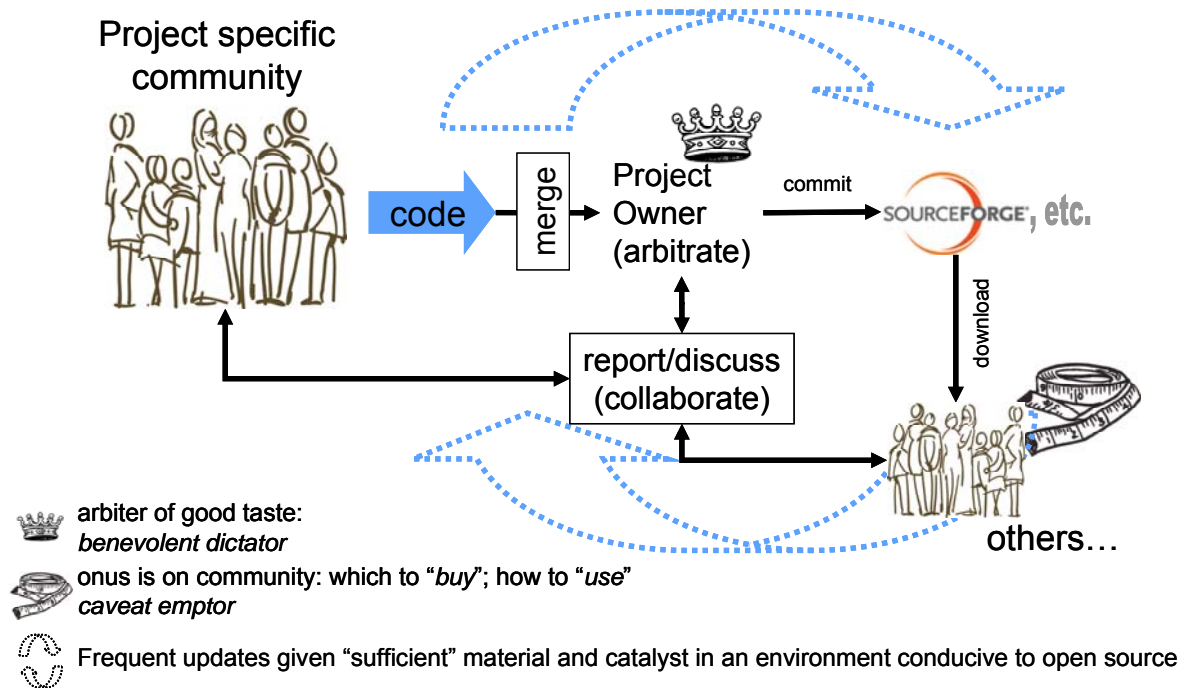 Project specific
community
code
merge
Project
Owner
(arbitrate)
commit
SOURCEFORGE®, etc.
download
report/discuss
(collaborate)
others…
arbiter of good taste:
benevolent dictator
onus is on community: which to “buy”; how to “use”
caveat emptor
Frequent updates given “sufficient” material and catalyst in an environment conducive to open source